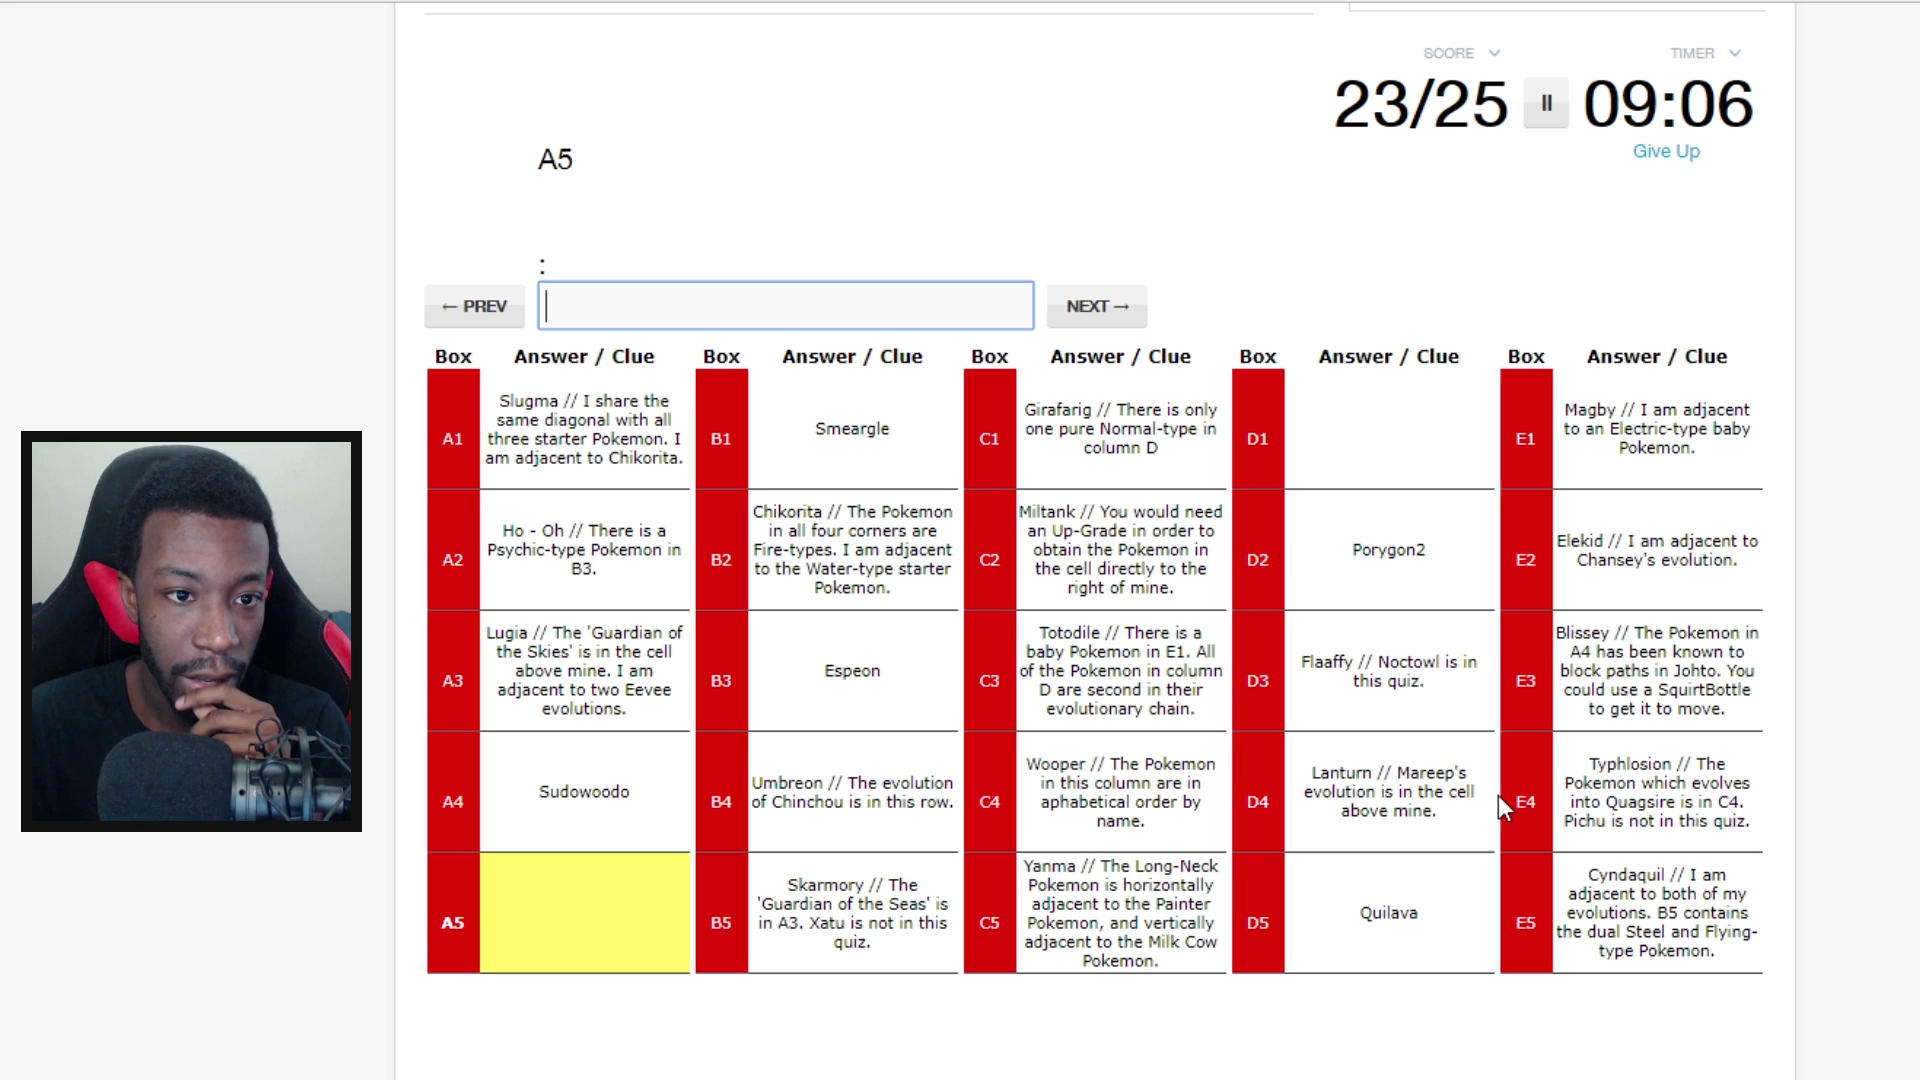 SCORE
TIMER
23/25
09:06
Give Up
A5
:
← PREV
NEXT →
Box Answer / Clue Box Answer / Clue Box Answer / Clue Box Answer / Clue Box Answer / Clue
A1
Slugma // I share the
same diagonal with all
three starter Pokemon. I
am adjacent to Chikorita.
B1
Smeargle
C1
Girafarig // There is only
one pure Normal-type in
column D
D1
E1
Magby // I am adjacent
to an Electric-type baby
Pokemon.
A2
Ho - Oh // There is a
Psychic-type Pokemon in
B3.
B2
Chikorita // The Pokemon
in all four corners are
Fire-types. I am adjacent
to the Water-type starter
Pokemon.
C2
Miltank // You would need
an Up-Grade in order to
obtain the Pokemon in
the cell directly to the
right of mine.
D2
Porygon2
E2
Elekid // I am adjacent to
Chansey's evolution.
A3
Lugia // The 'Guardian of
the Skies' is in the cell
above mine. I am
adjacent to two Eevee
evolutions.
B3
Espeon
C3
Totodile // There is a
baby Pokemon in E1. All
of the Pokemon in column
D are second in their
evolutionary chain.
D3
Flaaffy // Noctowl is in
this quiz.
E3
Blissey // The Pokemon in
A4 has been known to
block paths in Johto. You
could use a SquirtBottle
to get it to move.
A4
Sudowoodo
B4
Umbreon // The evolution
of Chinchou is in this row.
C4
Wooper // The Pokemon
in this column are in
aphabetical order by
name.
D4
Lanturn // Mareep's
evolution is in the cell
above mine.
E4
Typhlosion // The
Pokemon which evolves
into Quagsire is in C4.
Pichu is not in this quiz.
A5
B5
Skarmory // The
'Guardian of the Seas' is
in A3. Xatu is not in this
quiz.
C5
Yanma // The Long-Neck
Pokemon is horizontally
adjacent to the Painter
Pokemon, and vertically
adjacent to the Milk Cow
Pokemon.
D5
Quilava
E5
Cyndaquil // I am
adjacent to both of my
evolutions. B5 contains
the dual Steel and Flying-
type Pokemon.